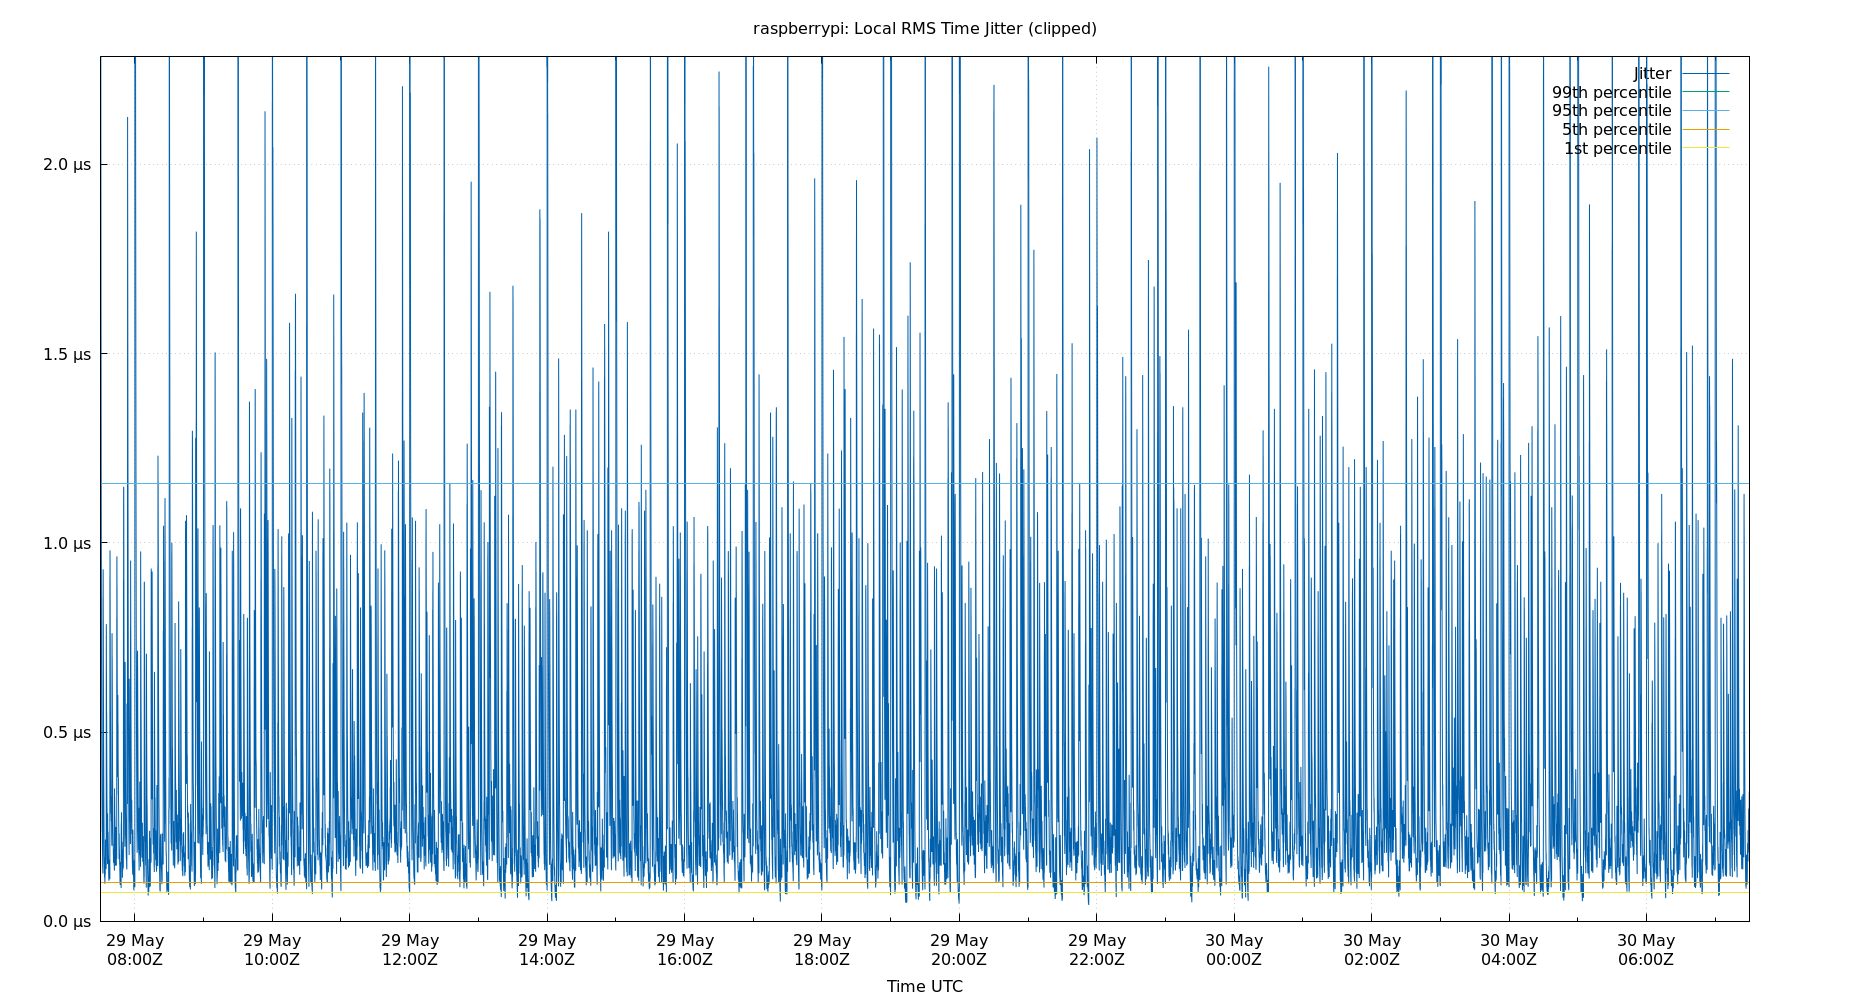 raspberrypi: Local RMS Time Jitter (clipped)
Jitter
99th percentile
95th percentile
5th percentile
1st percentile
2.0 µs
1.5 µs
1.0 µs
0.5 µs
0.0 µs
29 May 29 May 29 May 29 May 29 May 29 May 29 May 29 May 30 May 30 May 30 May 30 May
08:00Z 10:00Z 12:00Z 14:00Z 16:00Z 18:00Z 20:00Z 22:00Z 00:00Z 02:00Z 04:00Z 06:00Z
Time UTC